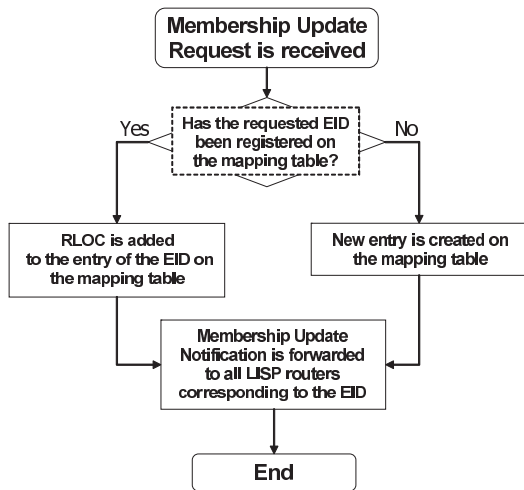 Membership Update
Request is received
Has the requested EID
been registered on
the mapping table?
Yes
No
RLOC is added
to the entry of the EID on
the mapping table
New entry is created on
the mapping table
Membership Update
Notification is forwarded
to all LISP routers
corresponding to the EID
End